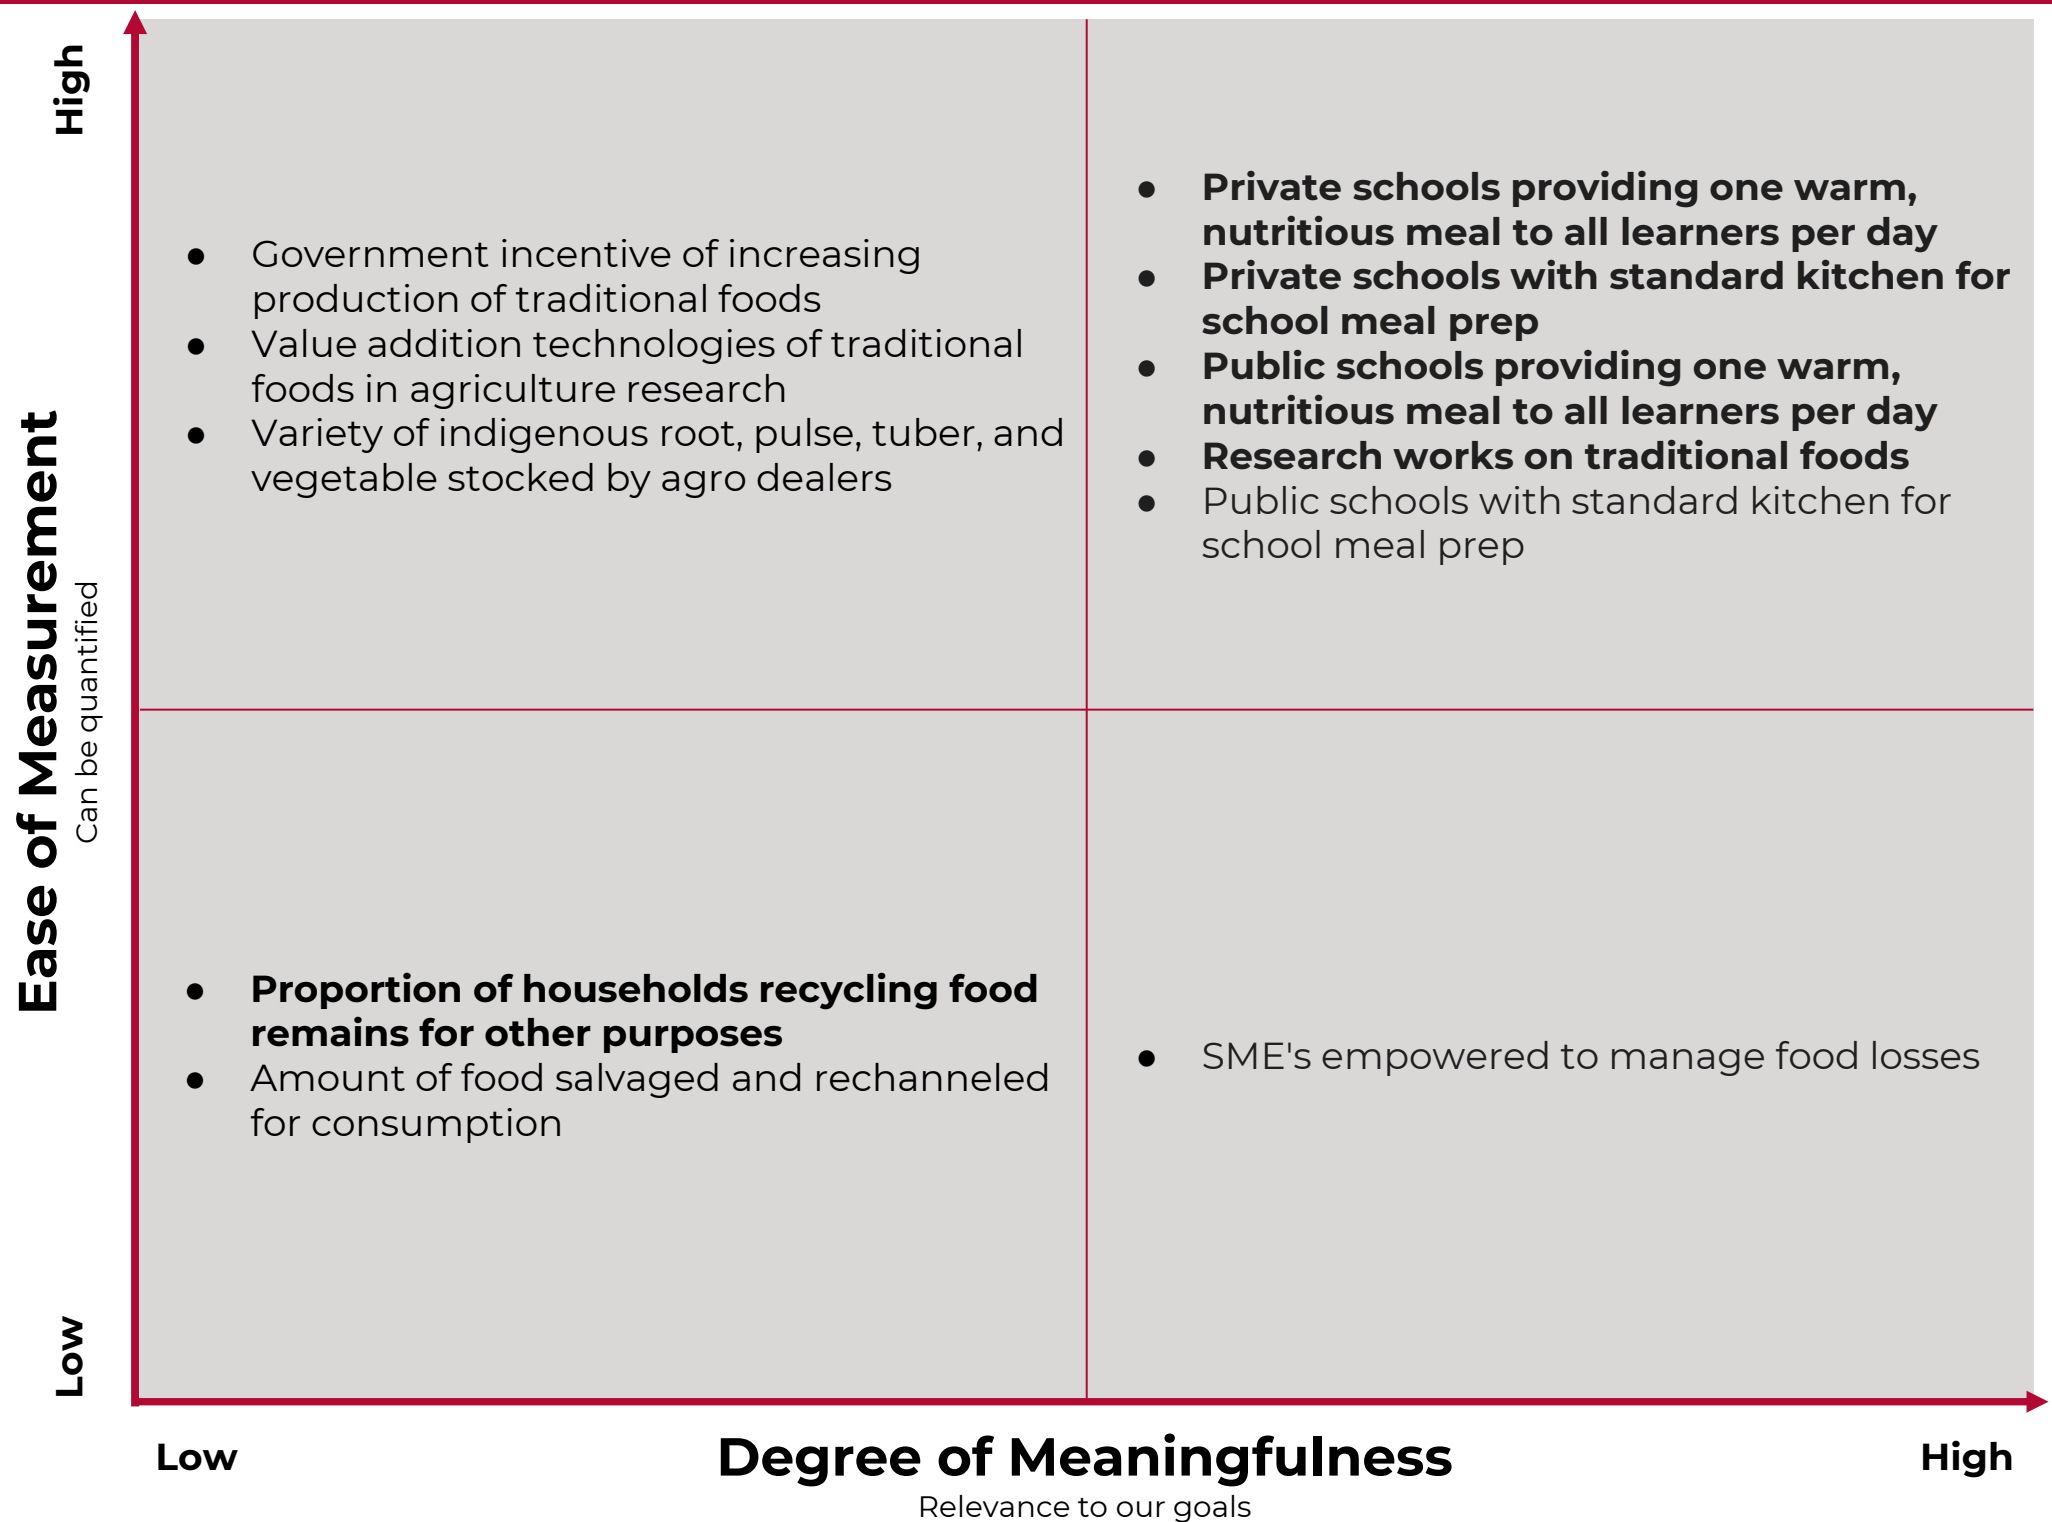 High
Ease of Measurement
Can be quantified
Low
● Government incentive of increasing
production of traditional foods
● Value addition technologies of traditional
foods in agriculture research
● Variety of indigenous root, pulse, tuber, and
vegetable stocked by agro dealers
● Private schools providing one warm,
nutritious meal to all learners per day
● Private schools with standard kitchen for
school meal prep
● Public schools providing one warm,
nutritious meal to all learners per day
● Research works on traditional foods
● Public schools with standard kitchen for
school meal prep
● Proportion of households recycling food
remains for other purposes
● Amount of food salvaged and rechanneled
for consumption
● SME's empowered to manage food losses
Low
Degree of Meaningfulness
High
Relevance to our goals